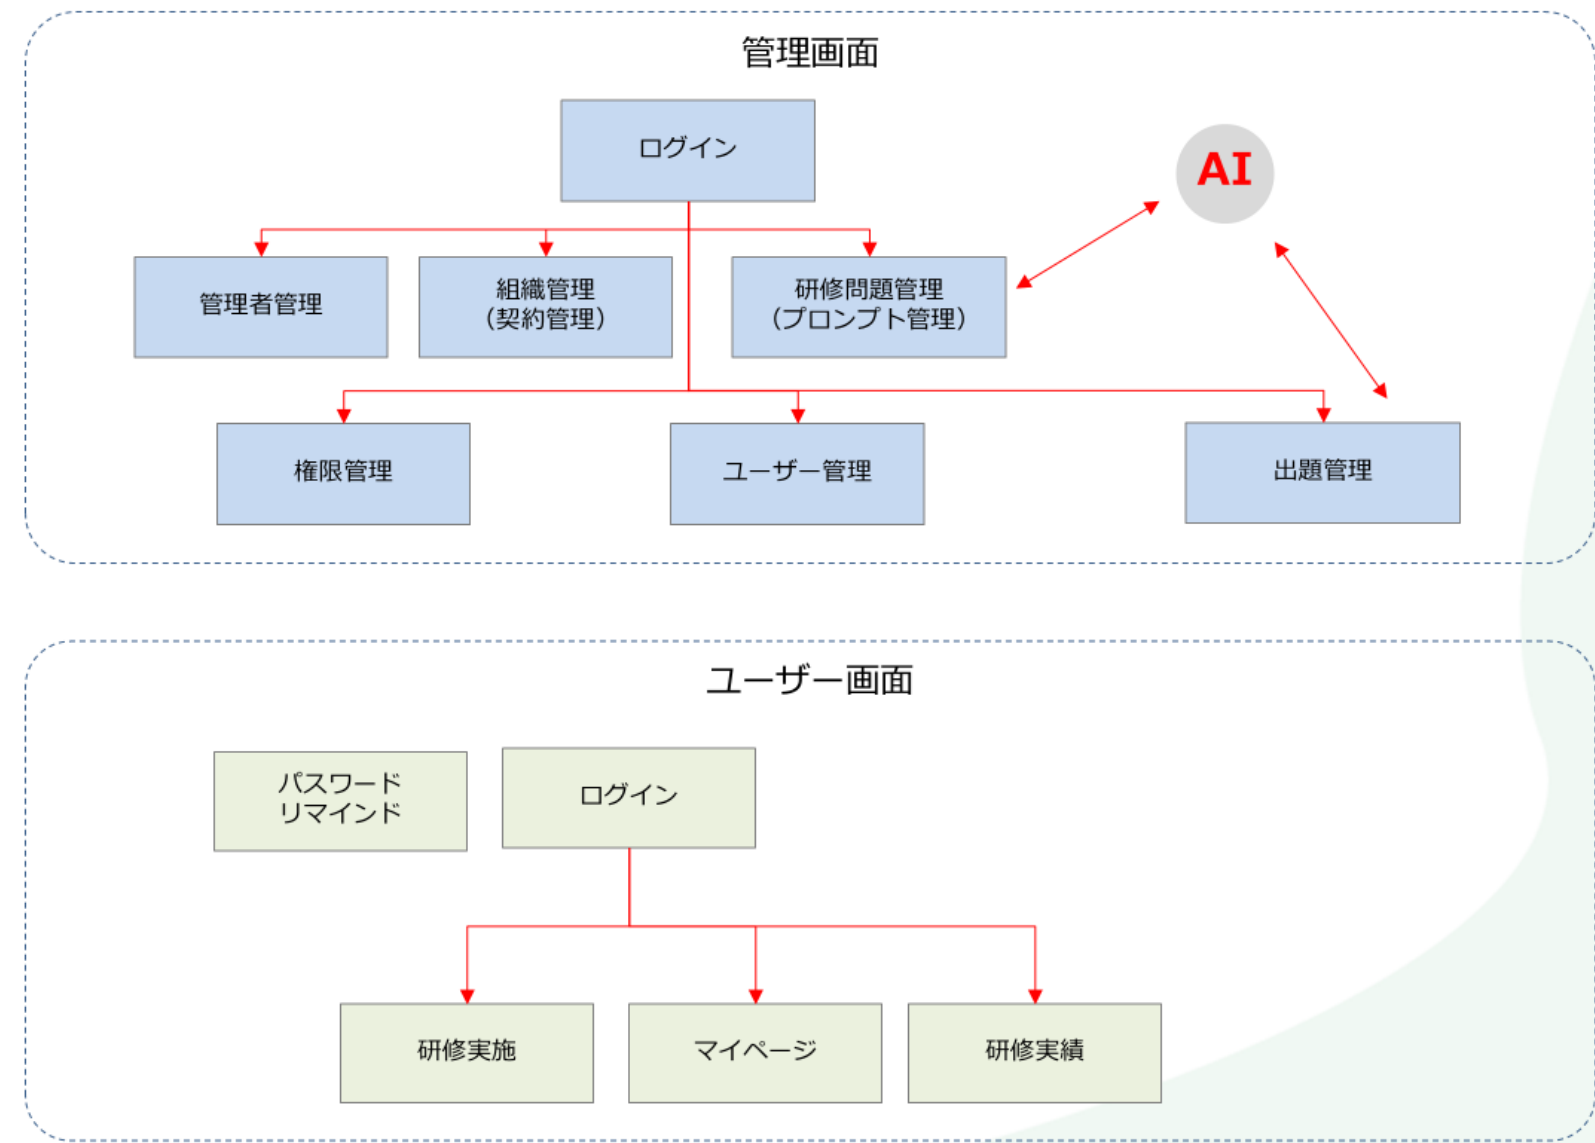 管理画面
ログイン
AI
管理者管理
組織管理
（契約管理）
研修問題管理
（プロンプト管理）
権限管理
ユーザー管理
出題管理
ユーザー画面
パスワード
リマインド
ログイン
研修実施
マイページ
研修実績